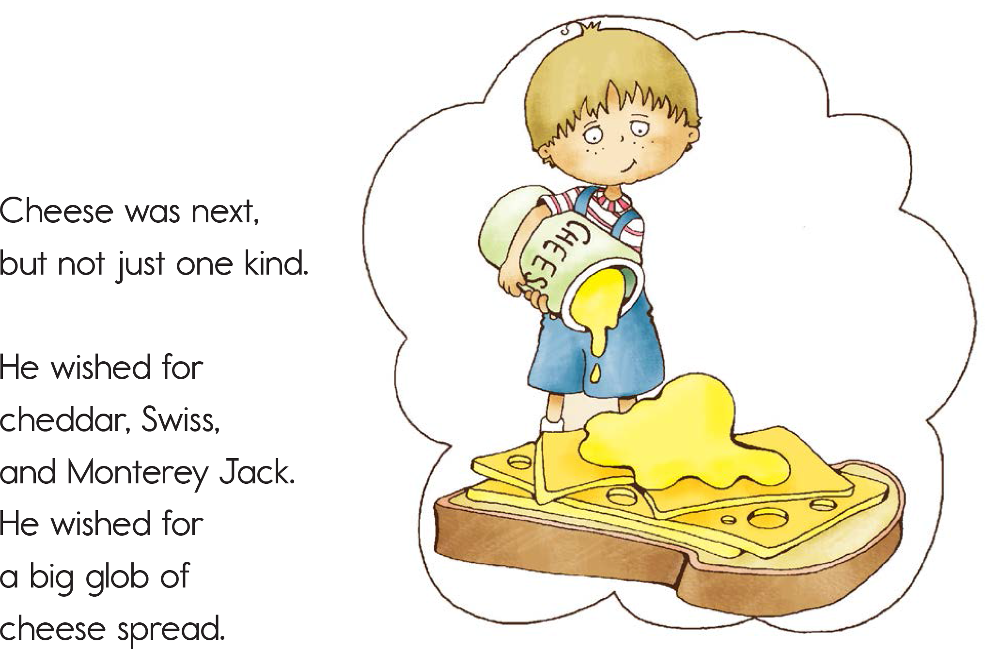 Cheese was next,
but not just one kind.
He wished for
cheddar, Swiss,
and Monterey Jack.
He wished for
a big glob of
cheese spread.
CHEES